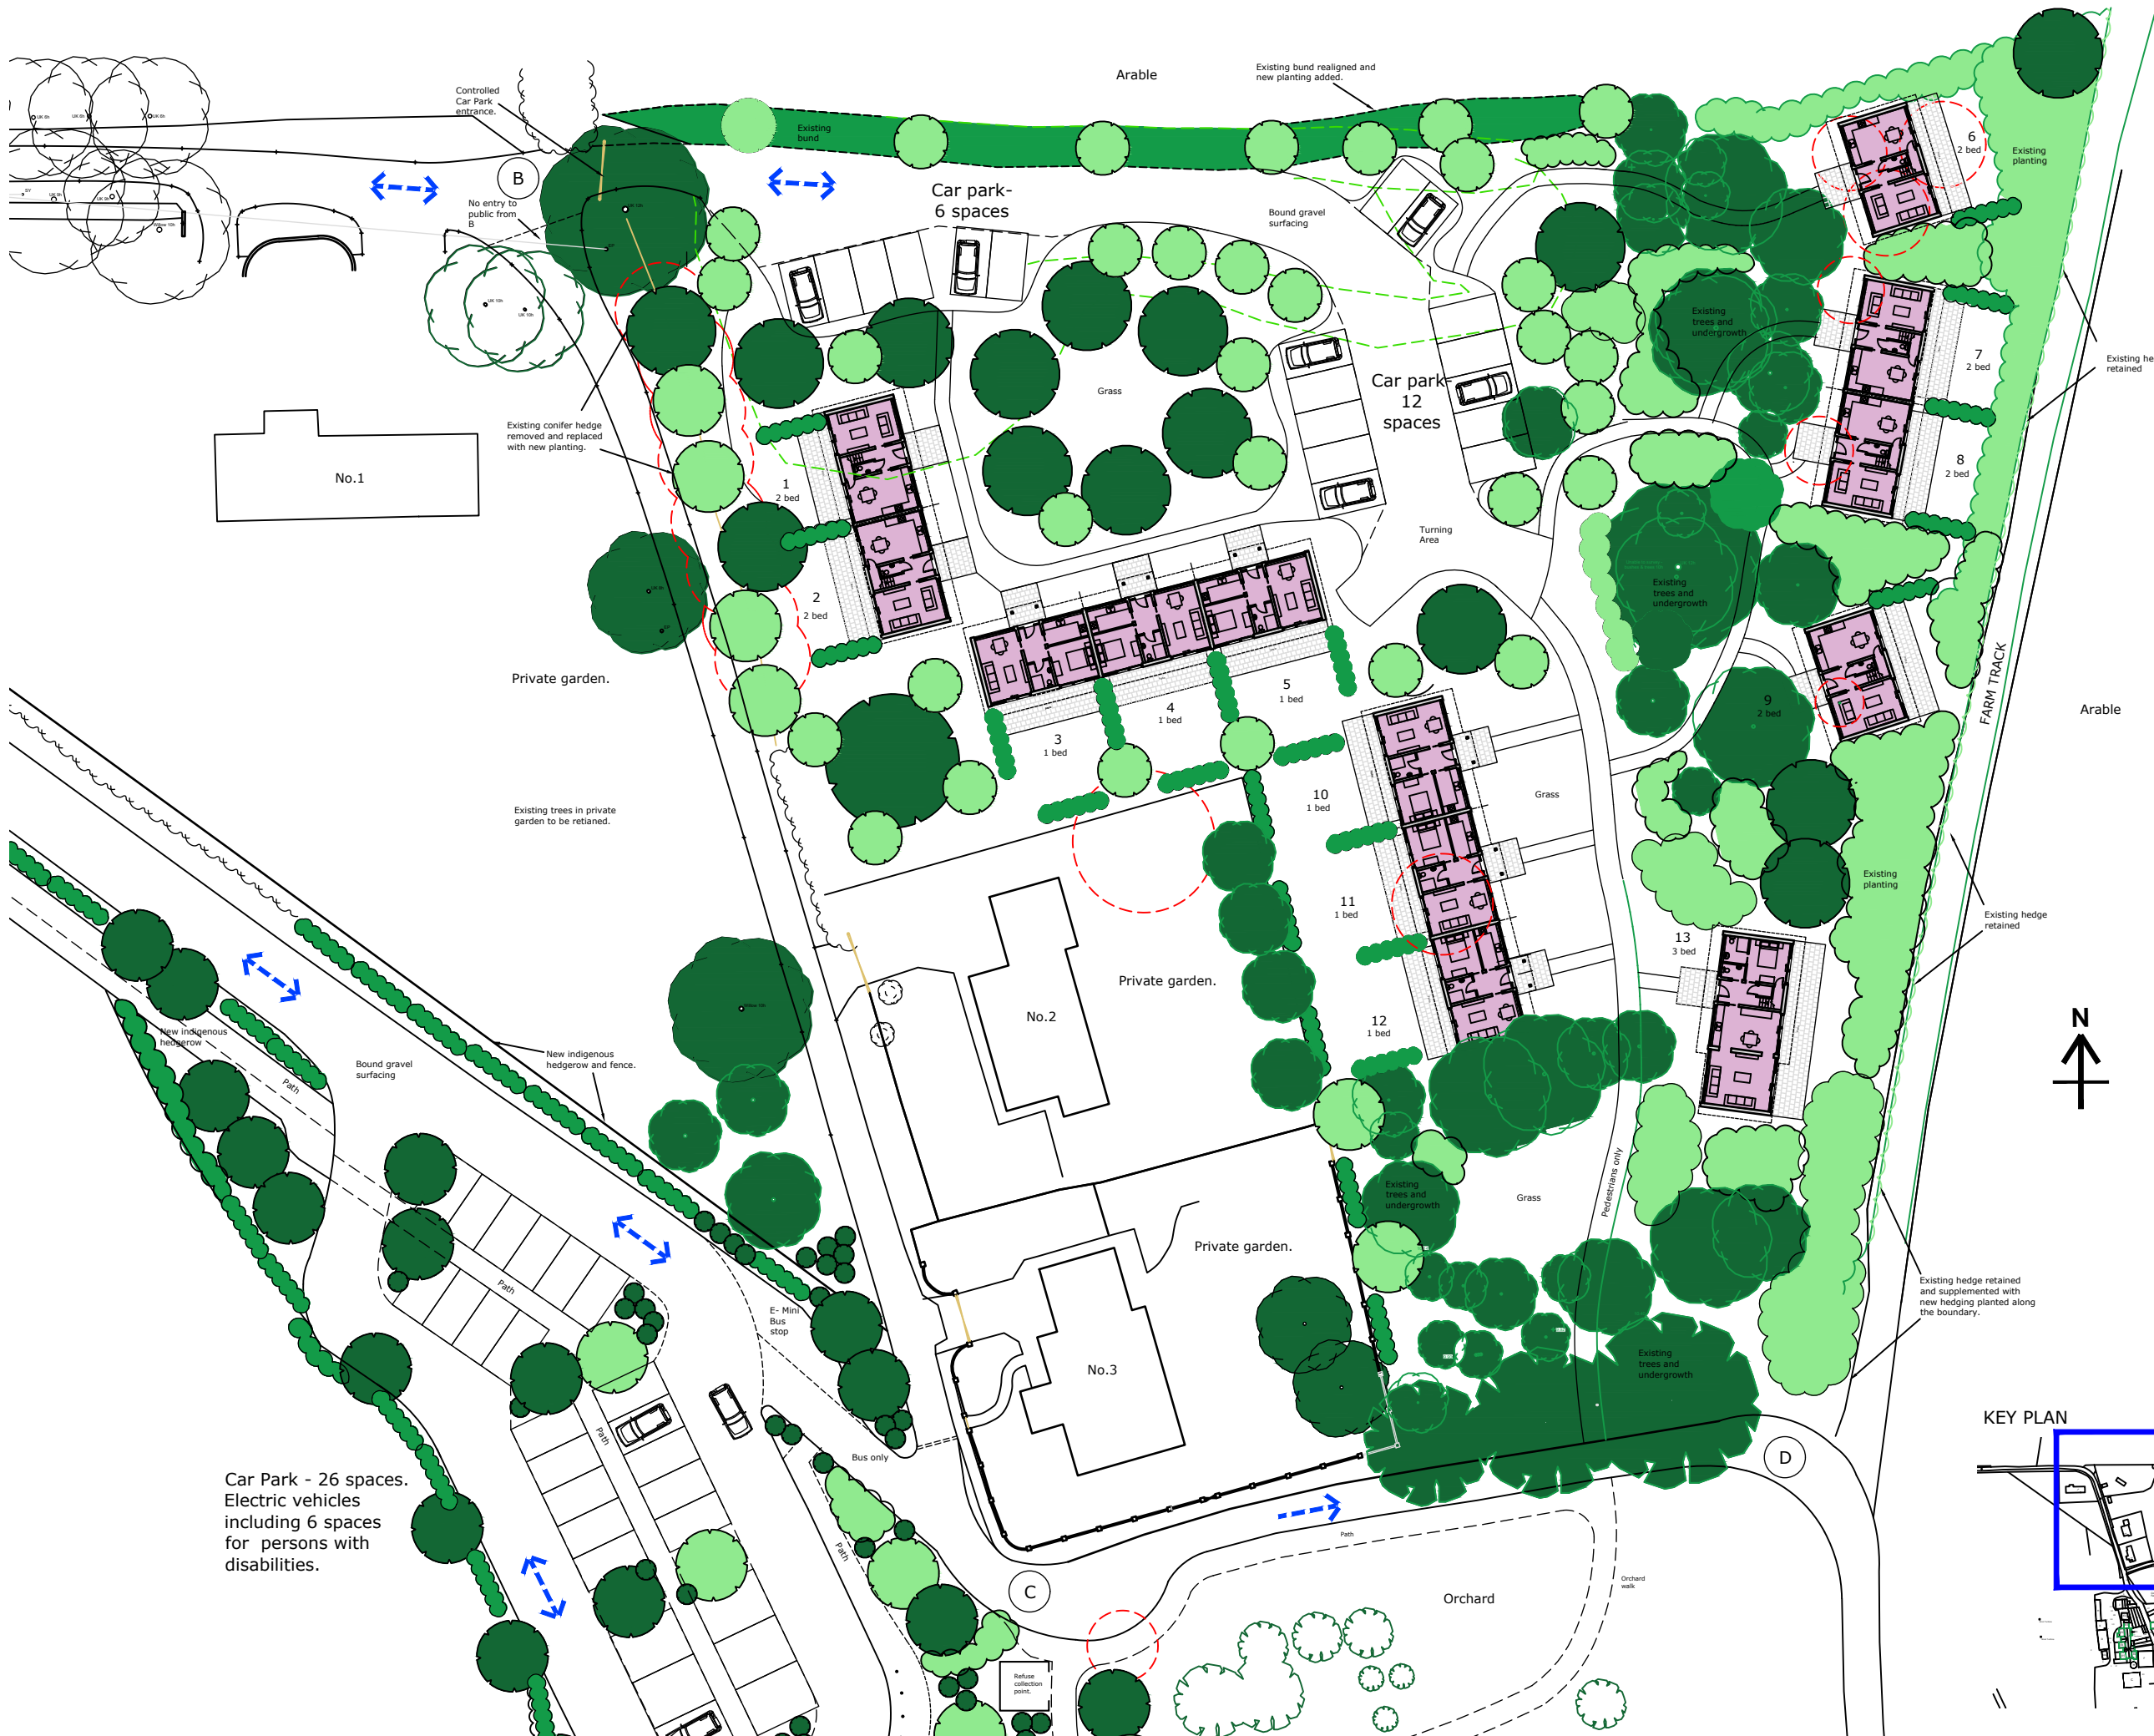 Arable
Existing bund realigned and
new planting added.
Controlled
Car Park
entrance.
Existing
bund
B
No entry to
public from
B
Car park-
6 spaces
Bound gravel
surfacing
6
2 bed
Existing
planting
Existing
trees and
undergrowth
7
2 bed
Existing he
retained
Car park-
12
spaces
Grass
Existing conifer hedge
removed and replaced
with new planting.
No.1
1
2 bed
8
2 bed
Turning
Area
Existing
trees and
undergrowth
2
2 bed
Private garden.
5
1 bed
4
1 bed
3
1 bed
9
2 bed
FARM TRACK
Arable
10
1 bed
Grass
Existing trees in private
garden to be retianed.
Existing
planting
11
1 bed
Existing hedge
retained
13
3 bed
Private garden.
No.2
12
1 bed
N
New indigenous
hedgerow
Path
Bound gravel
surfacing
New indigenous
hedgerow and fence.
Pedestrians only
Existing
trees and
undergrowth
Grass
Private garden.
Path
E- Mini
Bus
stop
Existing hedge retained
and supplemented with
new hedging planted along
the boundary.
No.3
Existing
trees and
undergrowth
KEY PLAN
Path
Bus only
D
Car Park - 26 spaces.
Electric vehicles
including 6 spaces
for persons with
disabilities.
Path
Path
C
Orchard
Orchard
walk
Refuse
collection
point.